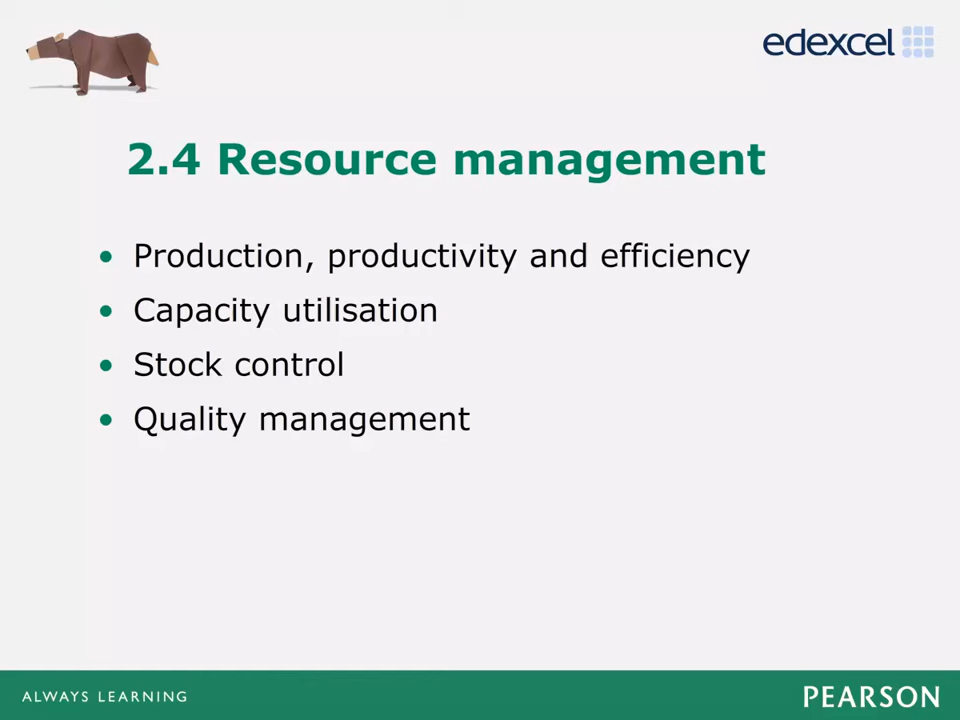 edexcel
2.4 Resource management
• Production, productivity and efficiency
• Capacity utilisation
• Stock control
• Quality management
ALWAYS LEARNING
PEARSON